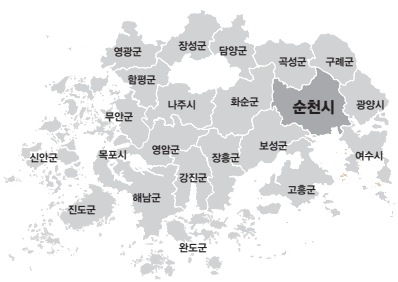 장성군
담양군
영광군
곡성군
구례군
함평군
나주시
화순군
순천시
광양시
무안군
보성군
영암군
목포시
신안군
장흥군
여수시
강진군
고흥군
해남군
진도군
완도군